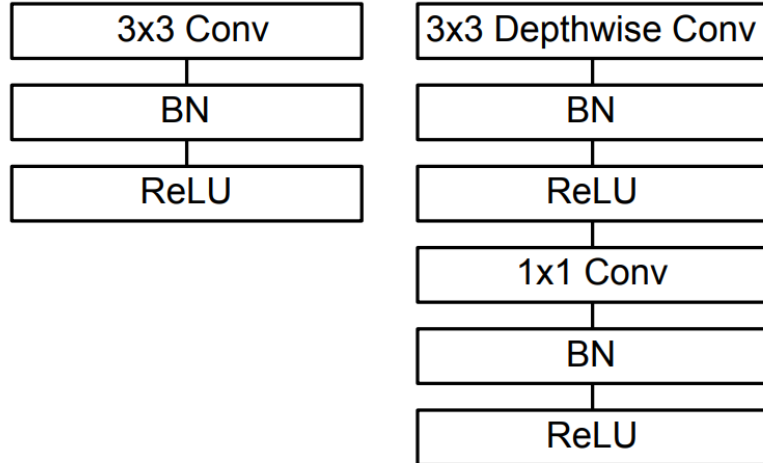 3x3 Conv
BN
ReLU
3x3 Depthwise Conv
BN
ReLU
1x1 Conv
BN
ReLU